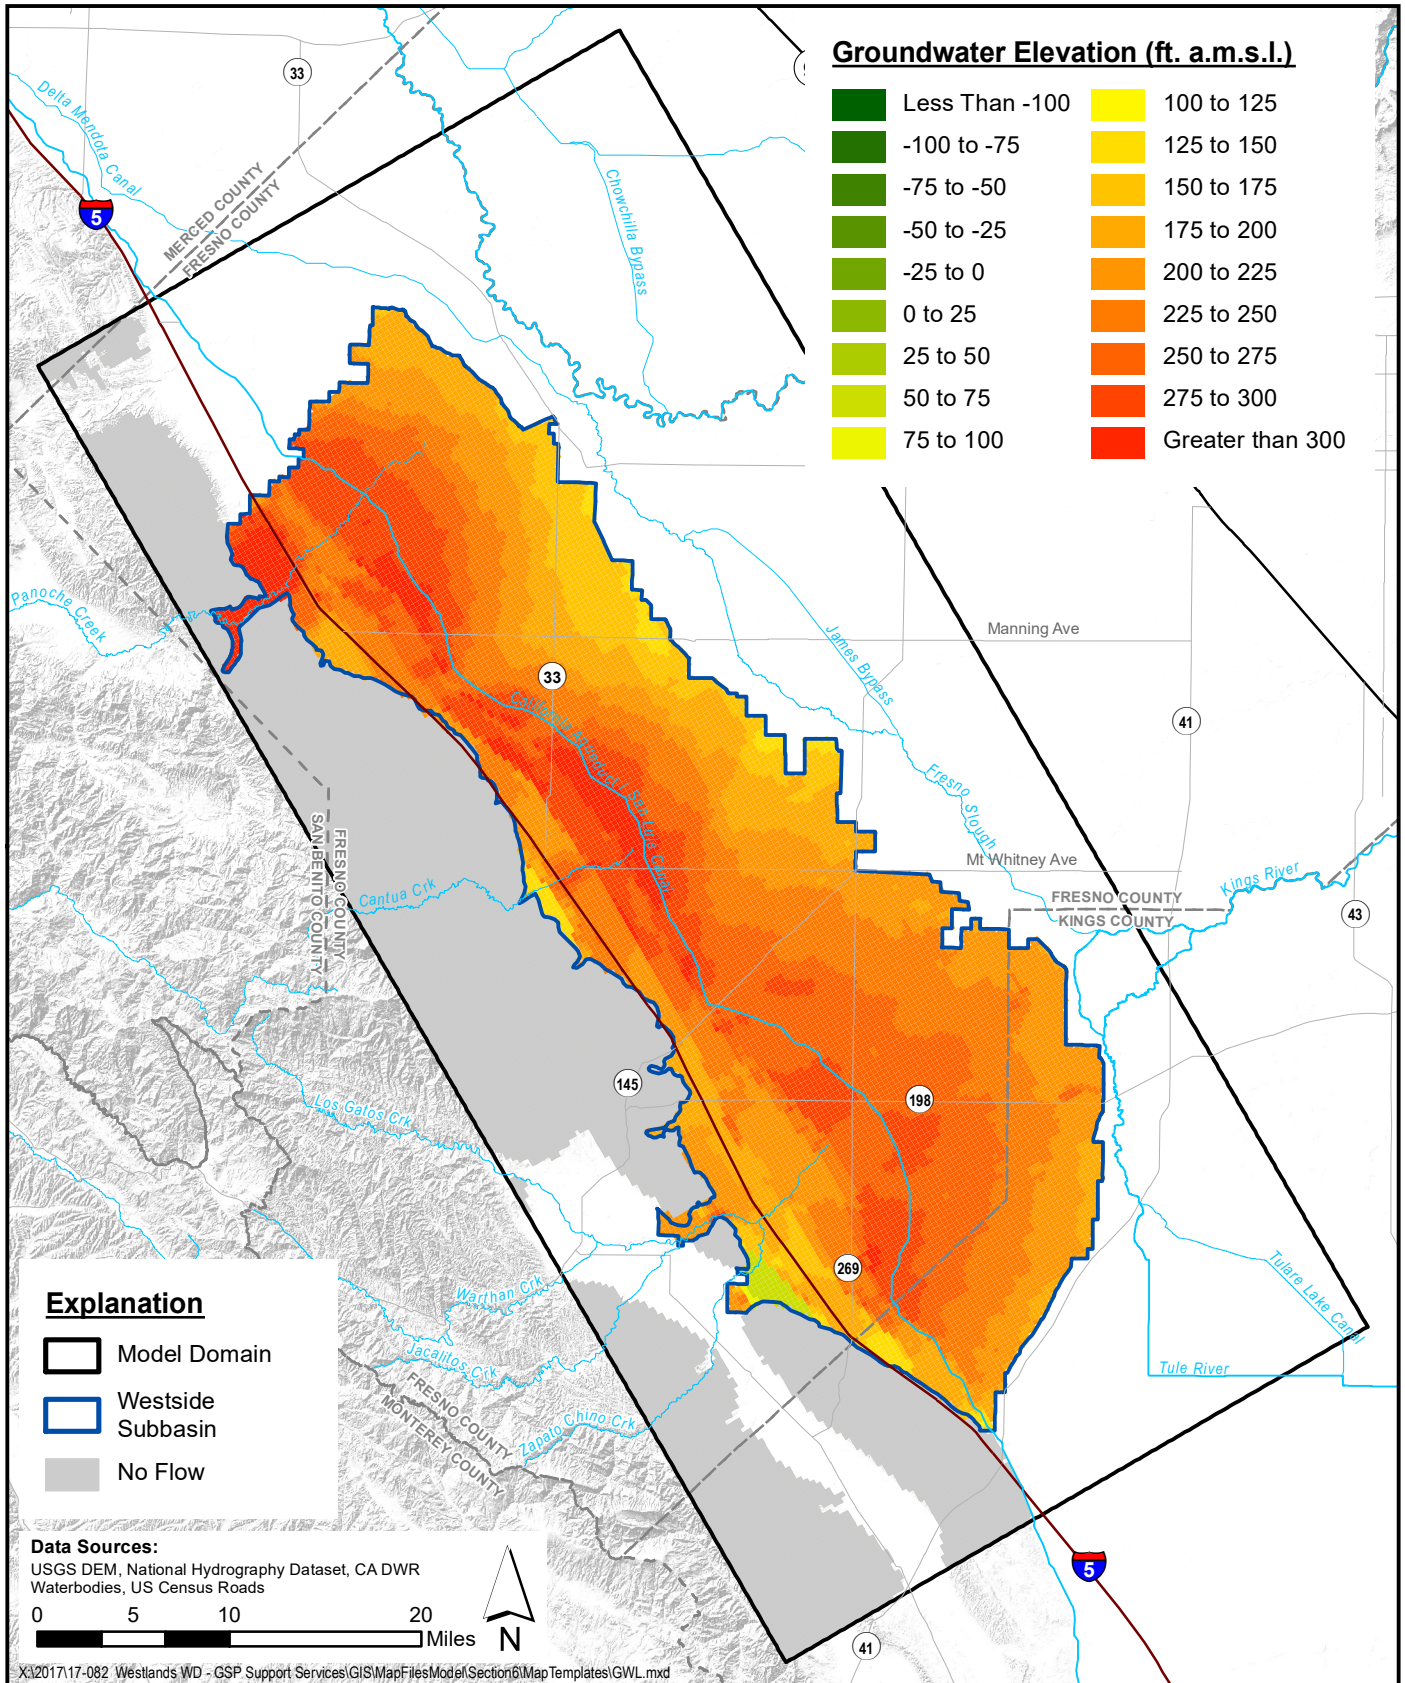 Groundwater Elevation (ft. a.m.s.l.)
Less Than -100
-100 to -75
-75 to -50
-50 to -25
-25 to 0
0 to 25
25 to 50
50 to 75
75 to 100
100 to 125
125 to 150
150 to 175
175 to 200
200 to 225
225 to 250
250 to 275
275 to 300
Greater than 300
33
Delta Mendota Canal
5
MERCED COUNTY
FRESNO COUNTY
Chowchilla Bypass
Panoche Creek
Manning Ave
James Bypass
33
41
California Aqueduct / San Luis Canal
Fresno Slough
SAN BENITO COUNTY
FRESNO COUNTY
Mt Whitney Ave
Kings River
Cantua Crk
FRESNO COUNTY
KINGS COUNTY
43
145
198
Los Gatos Crk
269
Warthan Crk
Tulare Lake Canal
Jacalitos Crk
Tule River
FRESNO COUNTY
MONTEREY COUNTY
Zapato Chino Crk
5
41
Explanation
Model Domain
Westside
Subbasin
No Flow
Data Sources:
USGS DEM, National Hydrography Dataset, CA DWR
Waterbodies, US Census Roads
0 5 10 20
Miles
N
X:\2017\17-082 Westlands WD - GSP Support Services\GIS\MapFilesModel\Section6\MapTemplates\GWL.mxd